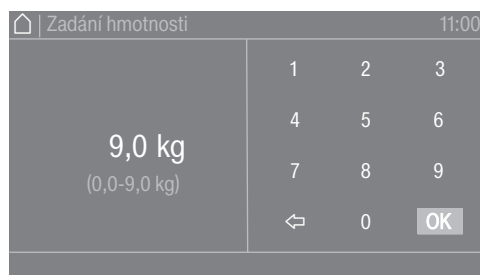 Zadání hmotnosti 11:00
9,0 kg
(0,0-9,0 kg)
1 2 3
4 5 6
7 8 9
0 OK